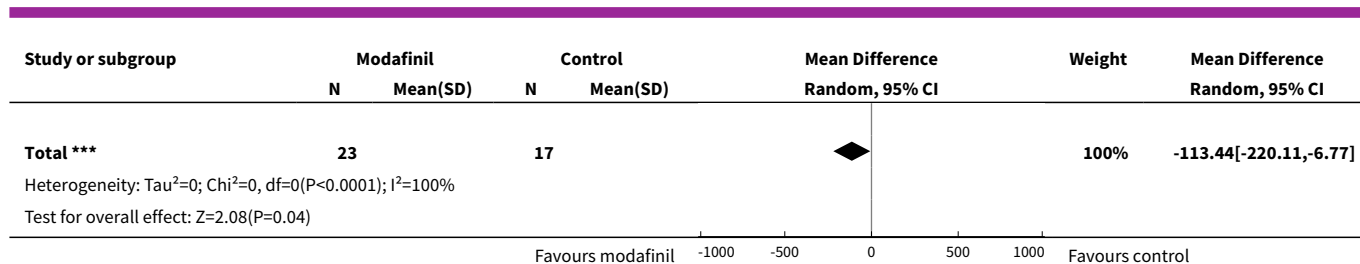 Study or subgroup Modafinil Control Mean Difference Weight Mean Difference
N Mean(SD) N Mean(SD) Random, 95% CI Random, 95% CI
Total *** 23 17 100% -113.44[-220.11,-6.77]
Heterogeneity: Tau²=0; Chi²=0, df=0(P<0.0001); I²=100%
Test for overall effect: Z=2.08(P=0.04)
Favours modafinil -1000 -500 0 500 1000 Favours control